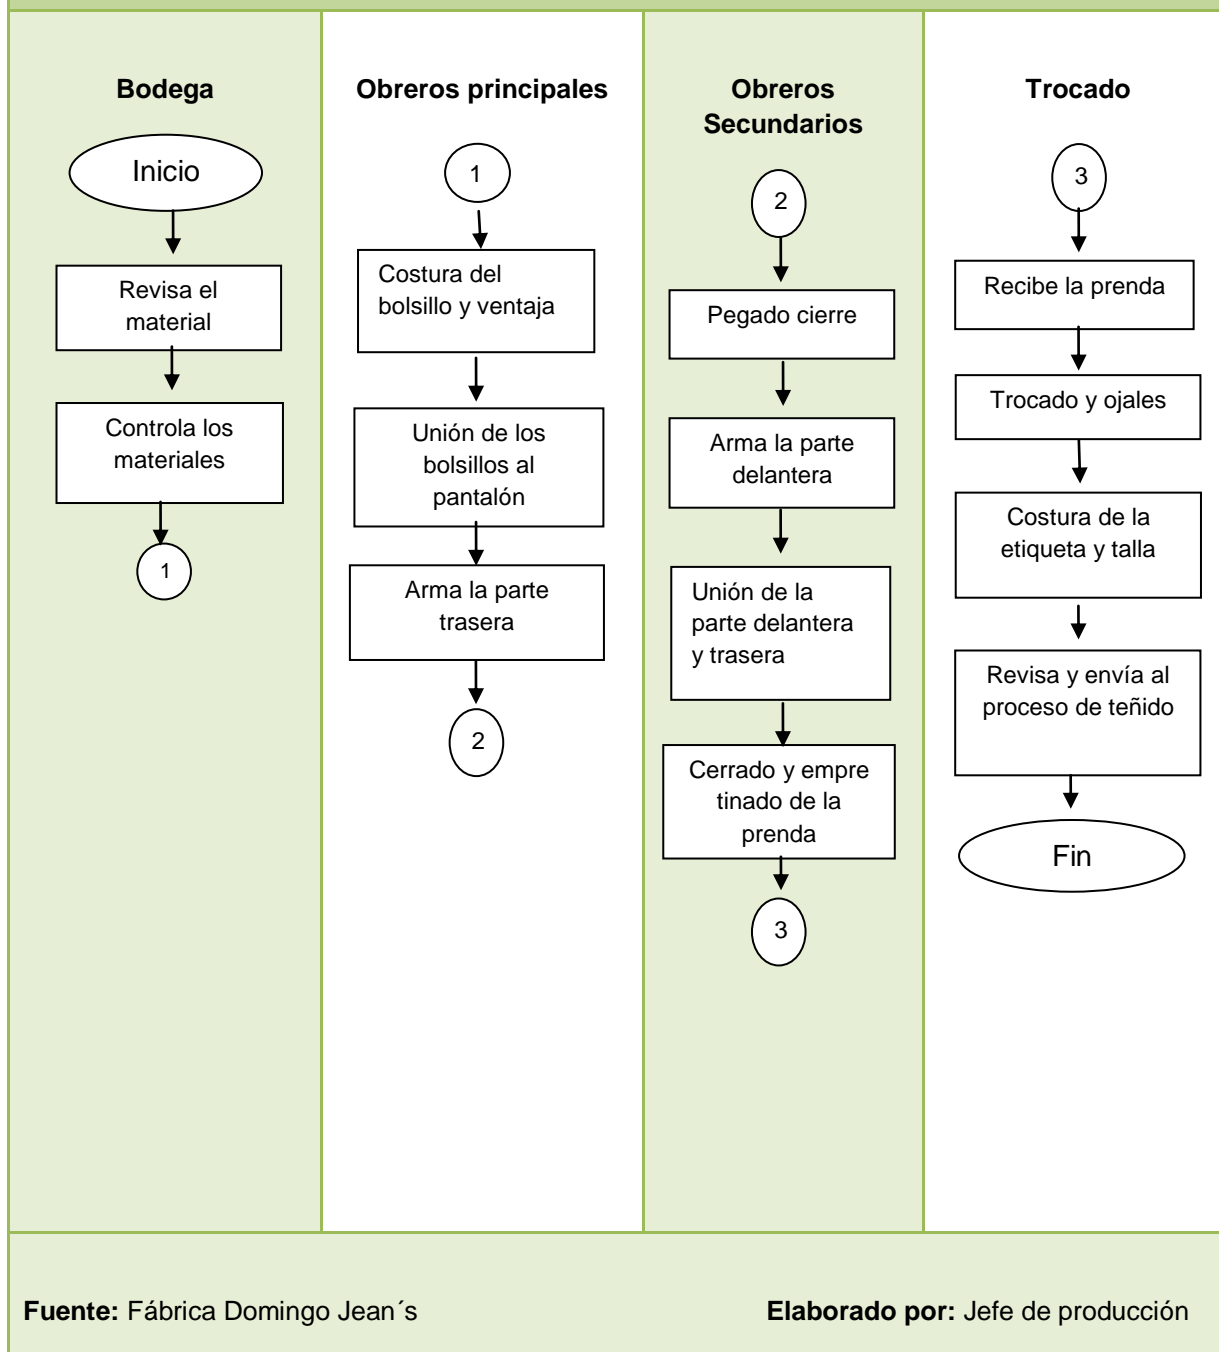 Bodega
Inicio
Revisa el
material
Controla los
materiales
1
Obreros principales
1
Costura del
bolsillo y ventaja
Unión de los
bolsillos al
pantalón
Arma la parte
trasera
2
Obreros
Secundarios
2
Pegado cierre
Arma la parte
delantera
Unión de la
parte delantera
y trasera
Cerrado y empre
tinado de la
prenda
3
Trocado
3
Recibe la prenda
Trocado y ojales
Costura de la
etiqueta y talla
Revisa y envía al
proceso de teñido
Fin
Fuente: Fábrica Domingo Jean´s
Elaborado por: Jefe de producción